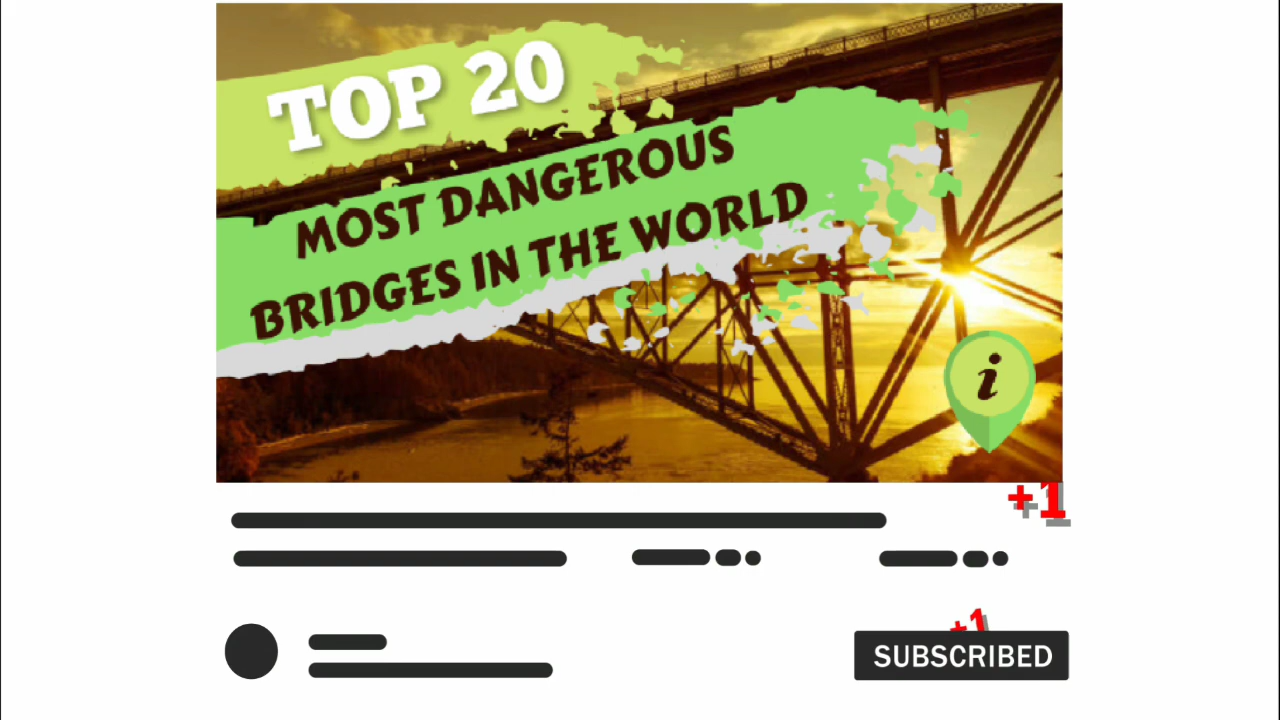 TOP 20
MOST DANGEROUS
BRIDGES IN THE WORLD
i
+1
+1
SUBSCRIBED